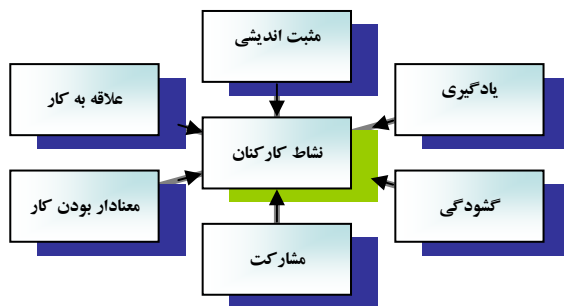 مثبت اندیشی
یادگیری
علاقه به کار
نشاط کارکنان
گشودگی
معنادار بودن کار
مشارکت